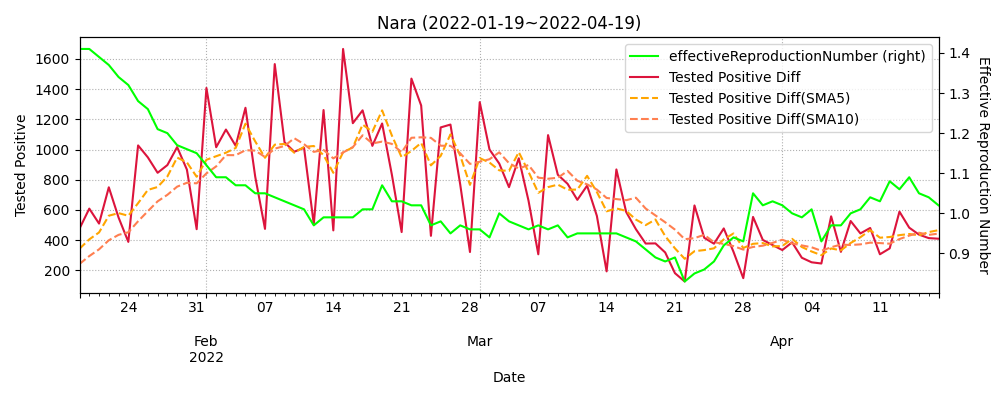 Nara (2022-01-19~2022-04-19)
effectiveReproductionNumber (right)
Tested Positive Diff
Tested Positive Diff(SMA5)
Tested Positive Diff(SMA10)
Tested Positive
1600
1400
1200
1000
800
600
400
200
1.4
1.3
1.2
1.1
1.0
0.9
Effective Reproduction Number
24 31 07 14 21 28 07 14 21 28 04 11
Feb Mar Apr
2022
Date